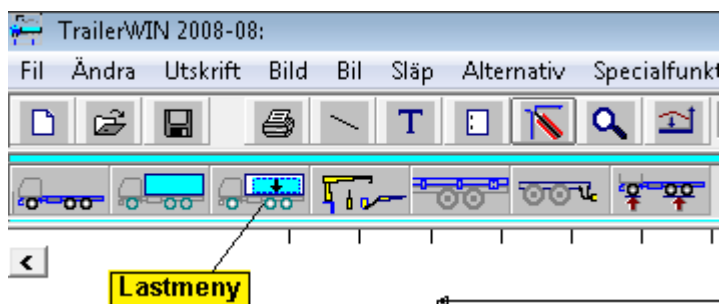 TrailerWIN 2008-08:
Fil Ändra Utskrift Bild Bil Släp Alternativ Specialfunkt
T
Lastmeny